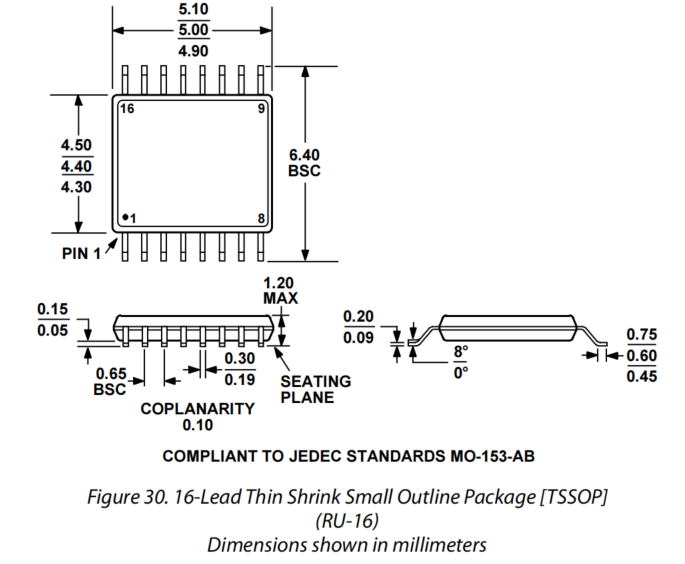 5.10
5.00
4.90
16
9
4.50
4.40
4.30
6.40
BSC
1
8
PIN 1
1.20
MAX
0.15
0.05
0.20
0.09
0.65
BSC
0.30
0.19
SEATING
PLANE
8°
0°
0.75
0.60
0.45
COPLANARITY
0.10
COMPLIANT TO JEDEC STANDARDS MO-153-AB
Figure 30. 16-Lead Thin Shrink Small Outline Package [TSSOP]
(RU-16)
Dimensions shown in millimeters